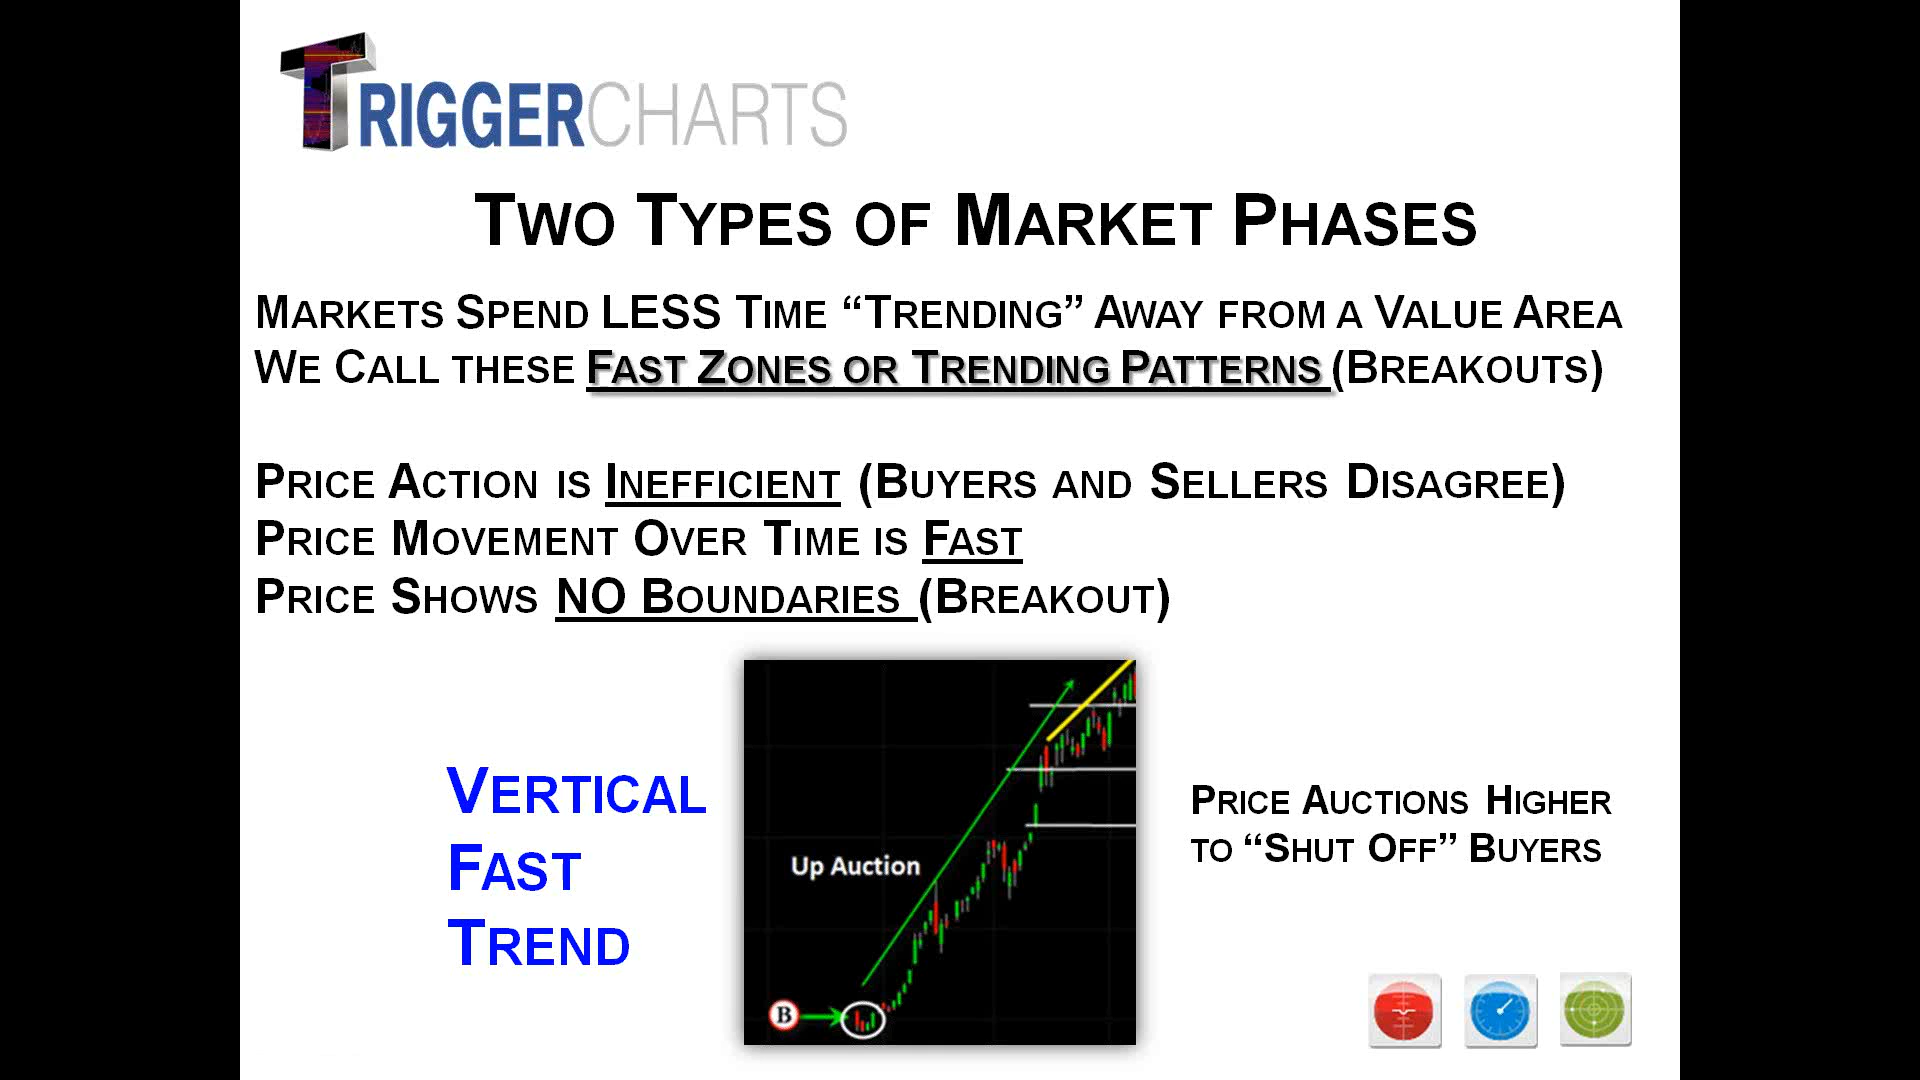 TRIGGERCHARTS
TWO TYPES OF MARKET PHASES
MARKETS SPEND LESS TIME “TRENDING” AWAY FROM A VALUE AREA
WE CALL THESE FAST ZONES OR TRENDING PATTERNS (BREAKOUTS)
PRICE ACTION IS INEFFICIENT (BUYERS AND SELLERS DISAGREE)
PRICE MOVEMENT OVER TIME IS FAST
PRICE SHOWS NO BOUNDARIES (BREAKOUT)
VERTICAL
FAST
TREND
Up Auction
B
PRICE AUCTIONS HIGHER
TO “SHUT OFF” BUYERS